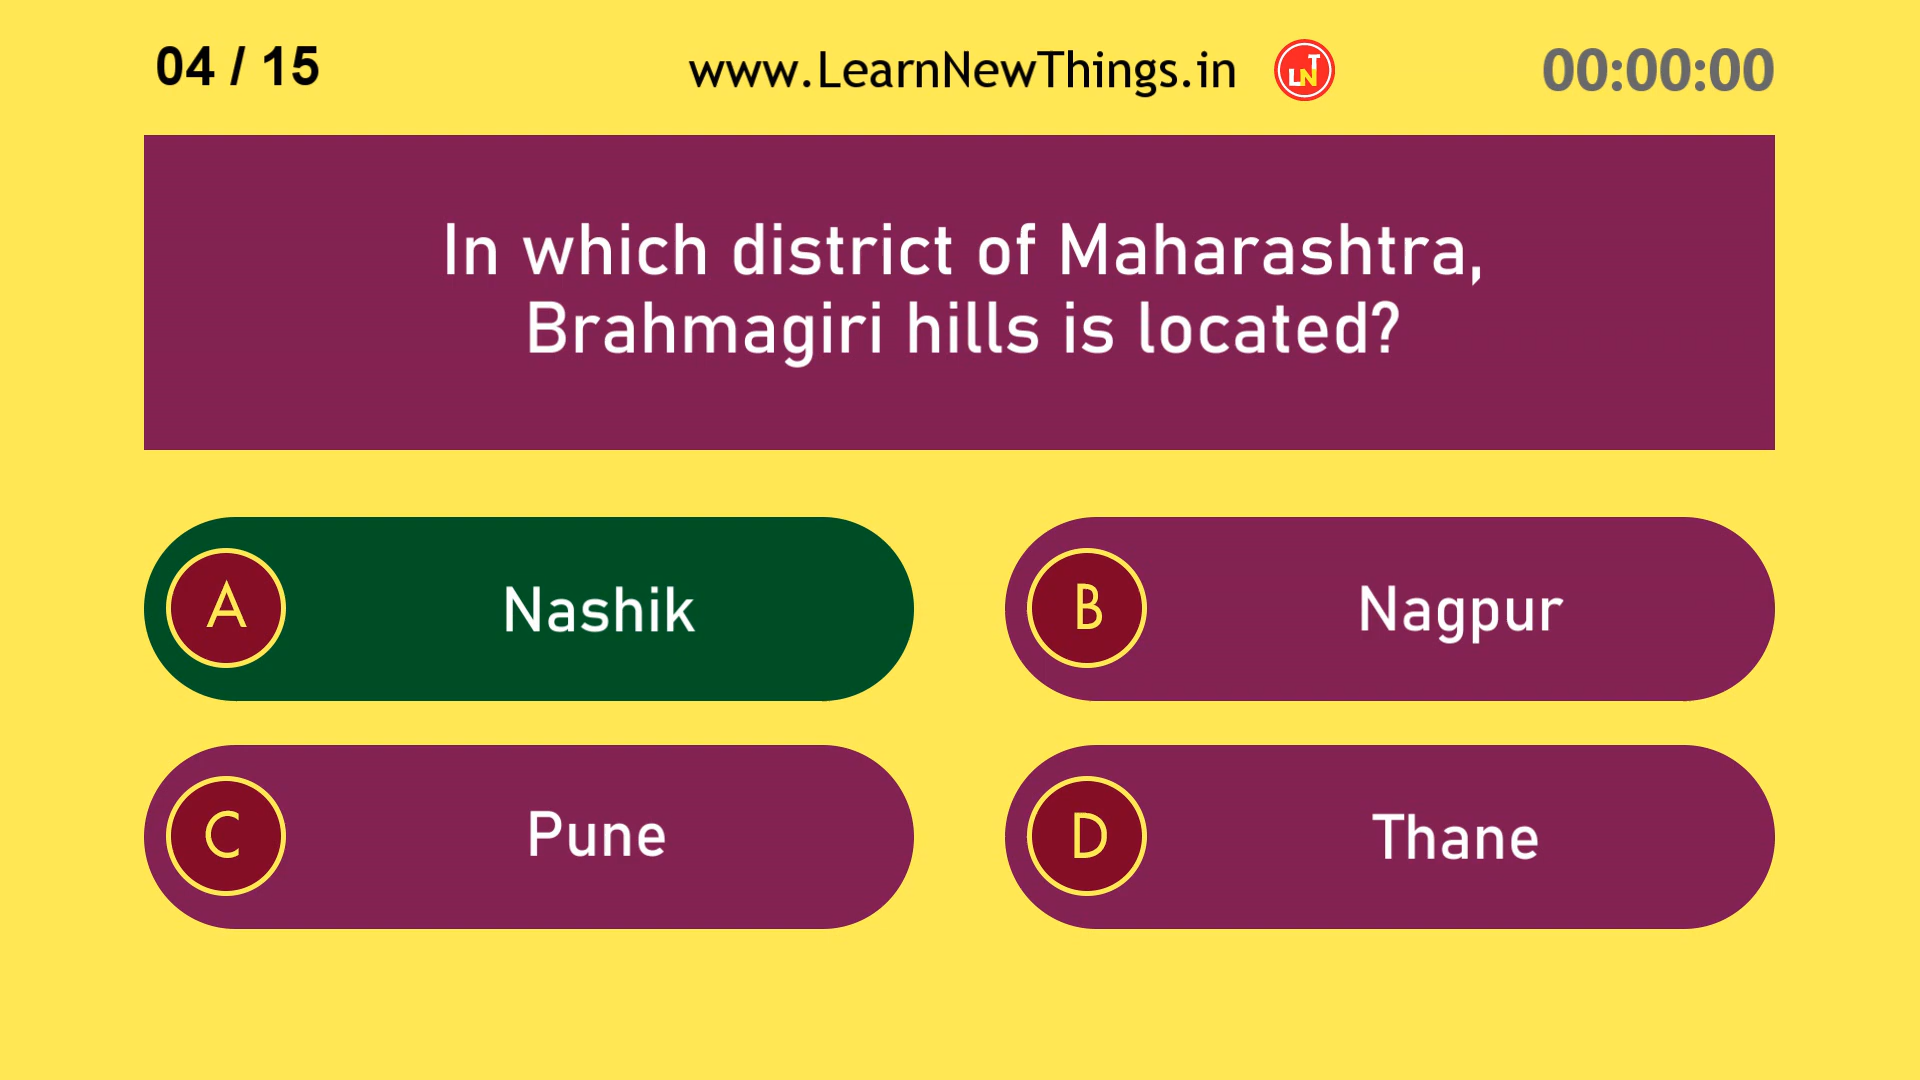 04 / 15
www.LearnNewThings.in
LNT
00:00:00
In which district of Maharashtra,
Brahmagiri hills is located?
A
Nashik
B
Nagpur
C
Pune
D
Thane